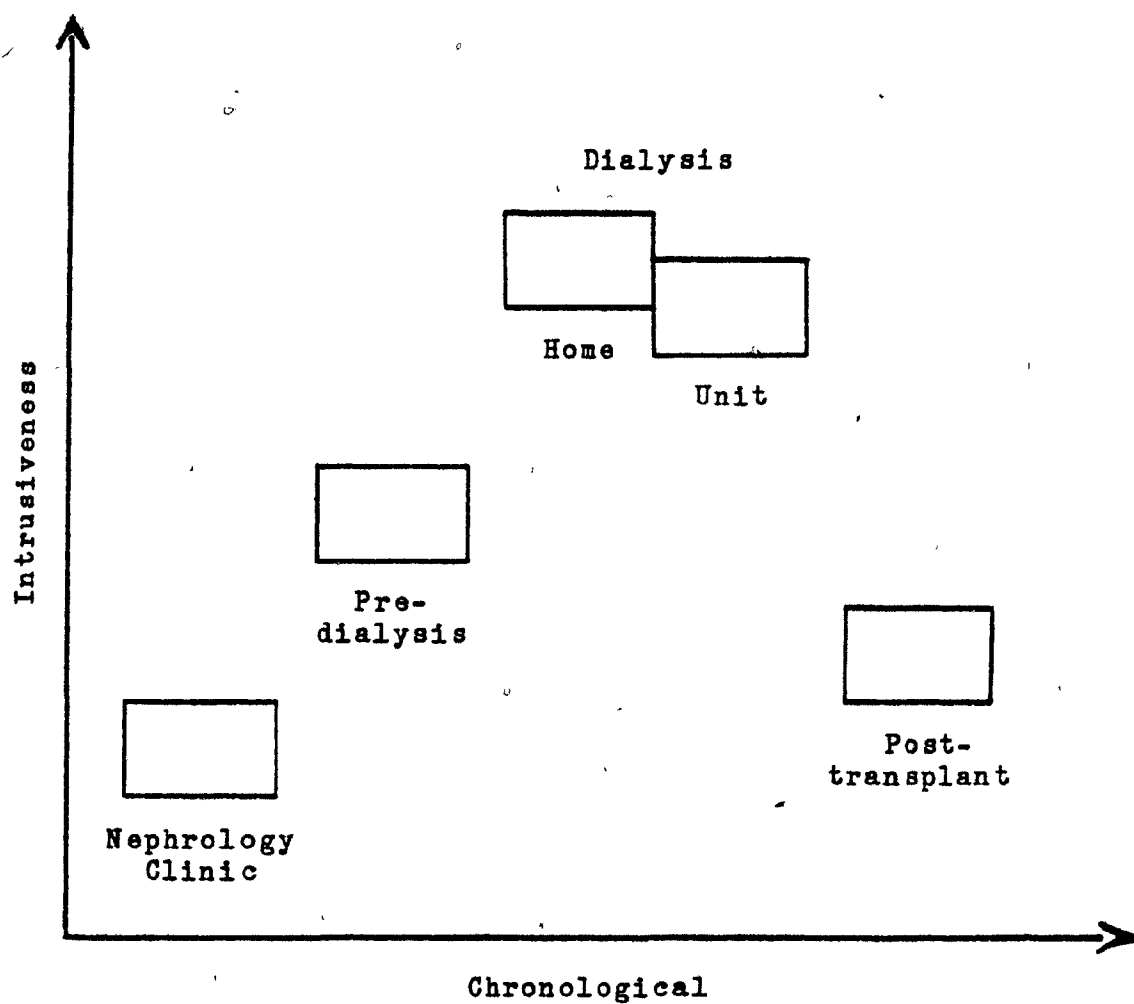 Dialysis
Home
Unit
Intrusiveness
Pre-
dialysis
Post-
transplant
Nephrology
Clinic
Chronological